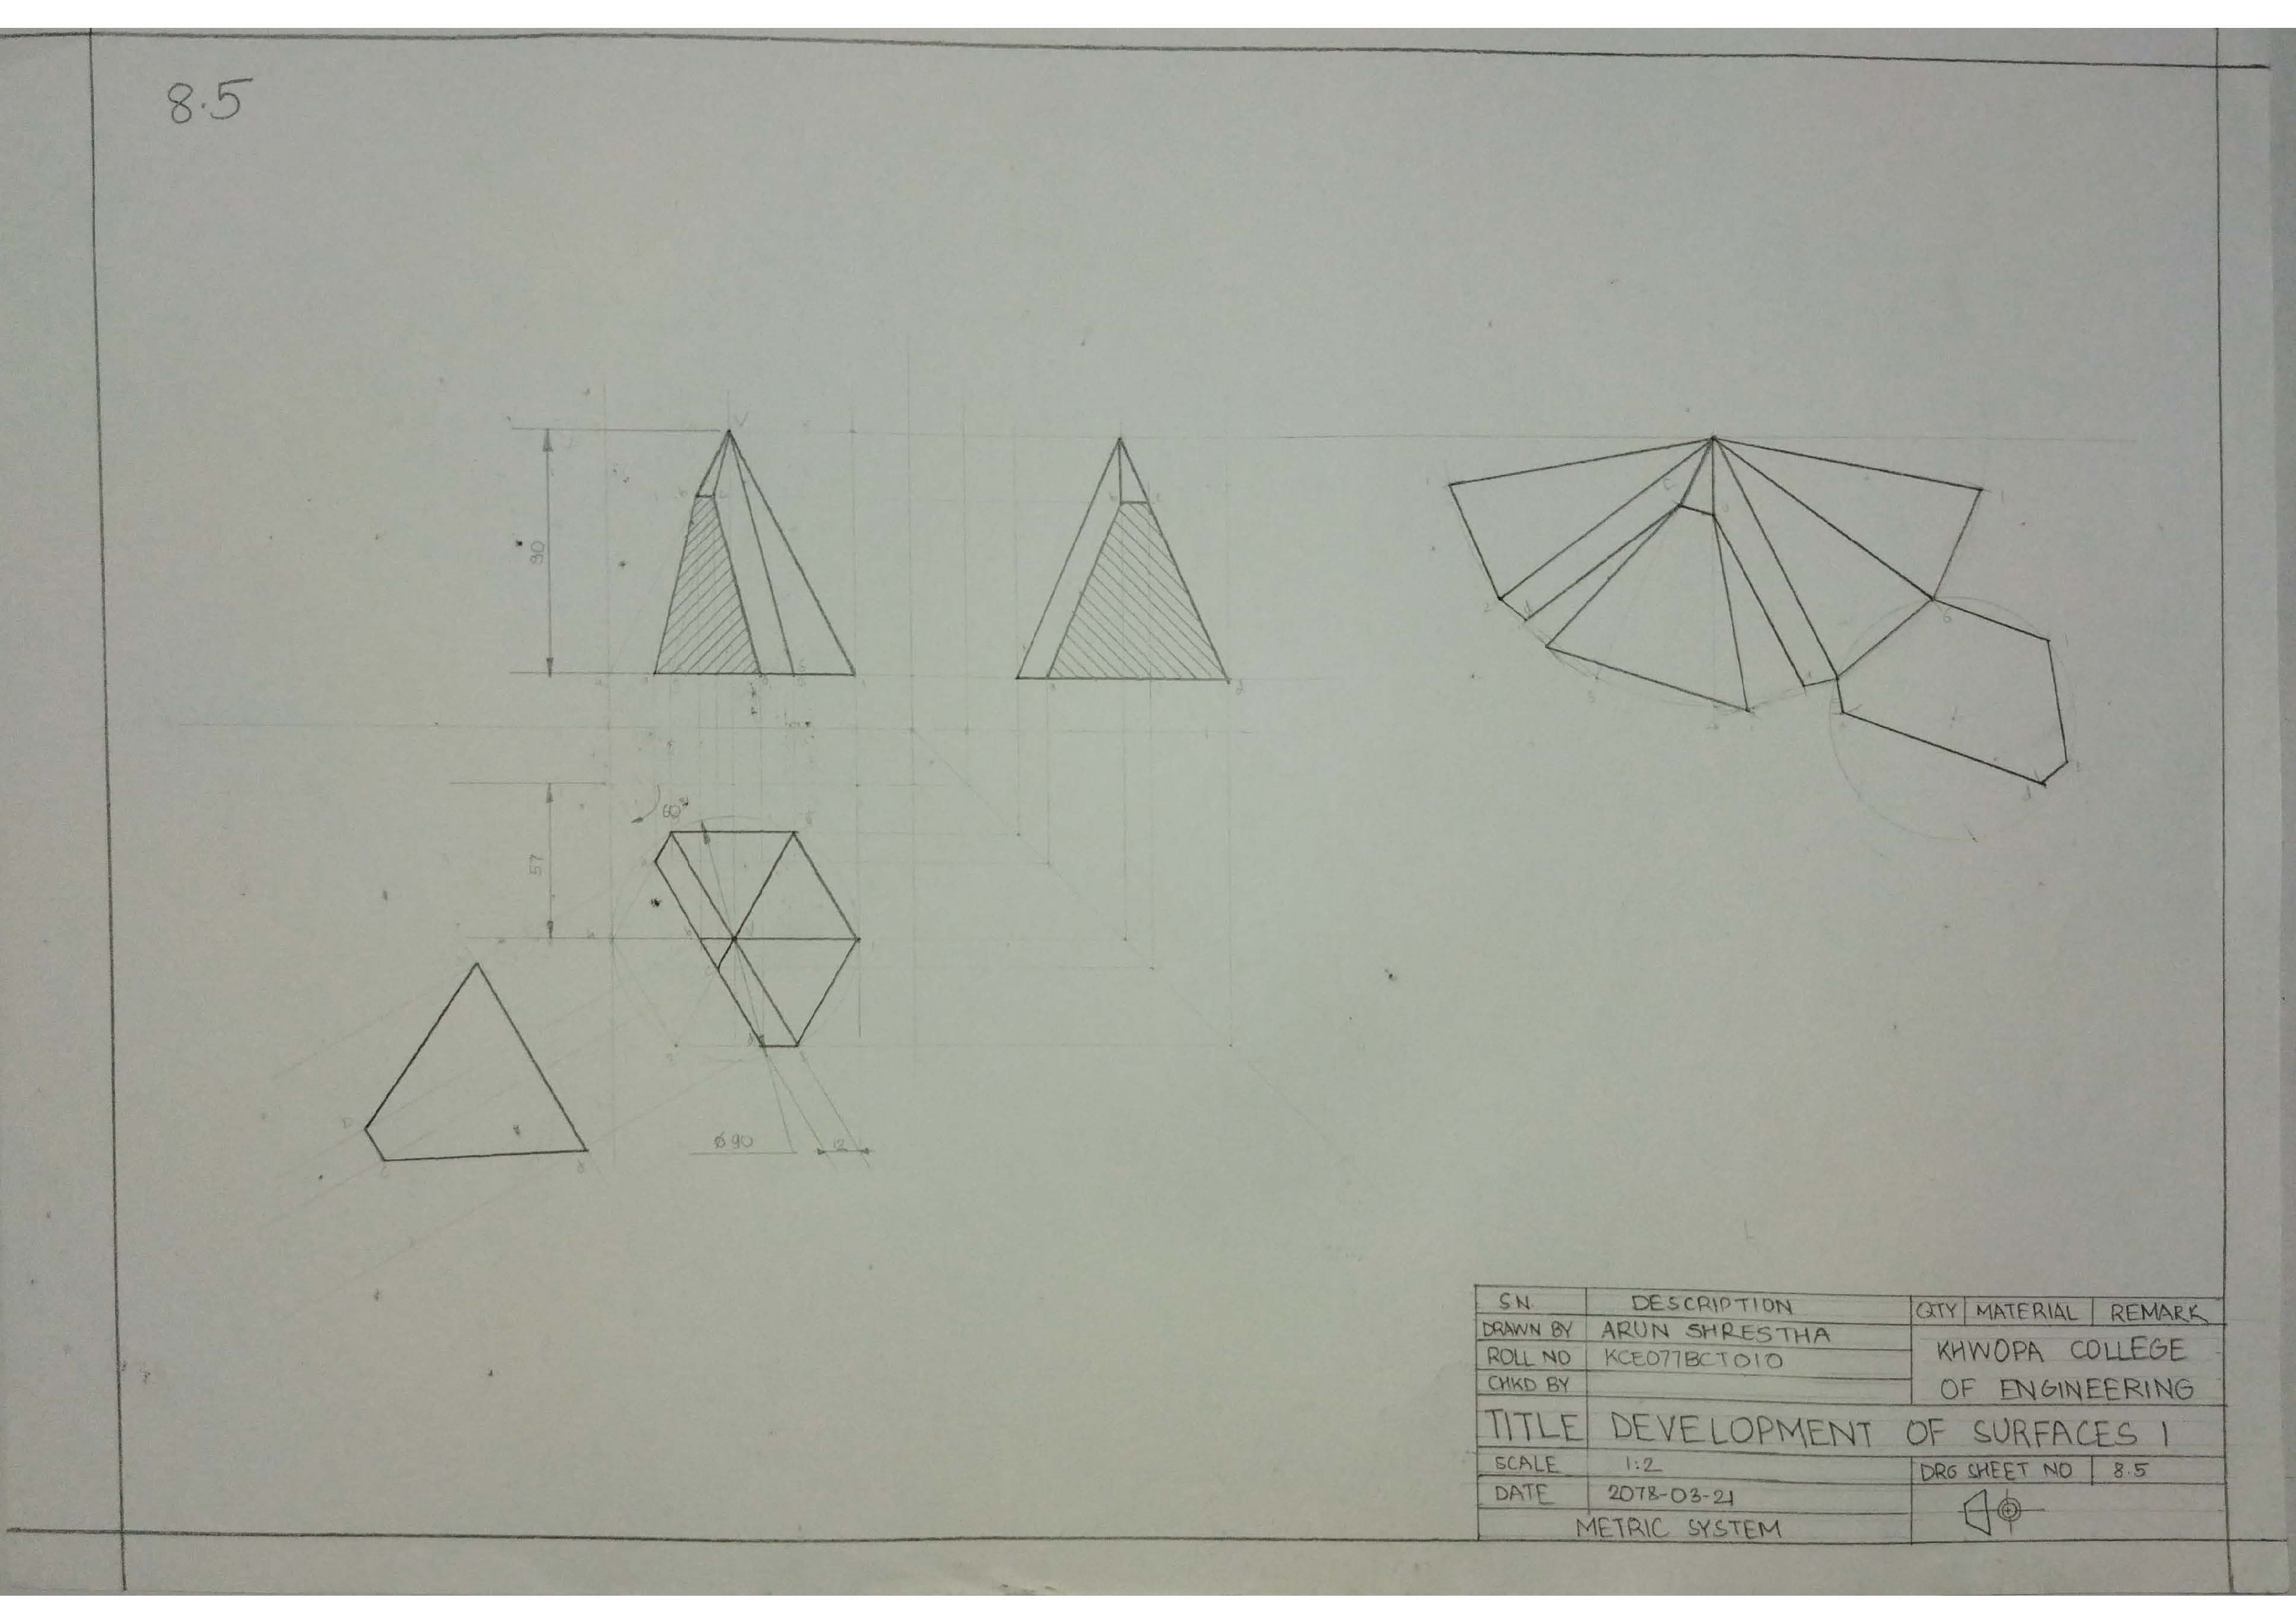 8.5
90
60°
57
Ø90
12
SN. DESCRIPTION QTY MATERIAL REMARK
DRAWN BY ARUN SHRESTHA
ROLL NO KCE077BCT010
CHKD BY
KHWOPA COLLEGE
OF ENGINEERING
TITLE DEVELOPMENT OF SURFACES 1
SCALE 1:2 DRG SHEET NO 8.5
DATE 2078-03-21
METRIC SYSTEM